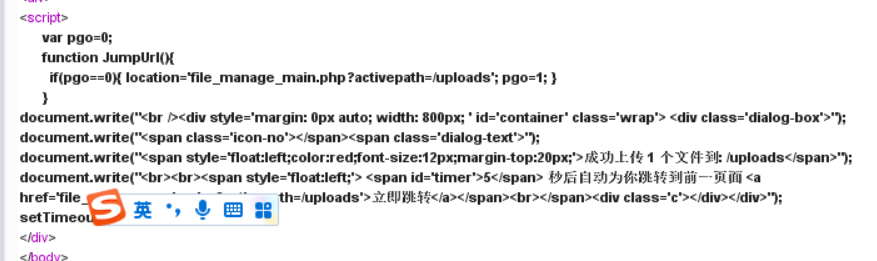 <script>
var pgo=0;
function JumpUrl(){
if(pgo==0){ location='file_manage_main.php?activepath=/uploads'; pgo=1; }
}
document.write("<br /><div style='margin: 0px auto; width: 800px; ' id='container' class='wrap'> <div class='dialog-box'>");
document.write("<span class='icon-no'></span><span class='dialog-text'>");
document.write("<span style='float:left;color:red;font-size:12px;margin-top:20px;'>成功上传 1 个文件到: /uploads</span>");
document.write("<br><br><span style='float:left;'> <span id='timer'>5</span> 秒后自动为你跳转到前一页面 <a
href='file_ th=/uploads'>立即跳转</a></span><br></span><div class='c'></div></div>");
S 英
setTimeou
</div>
</body>